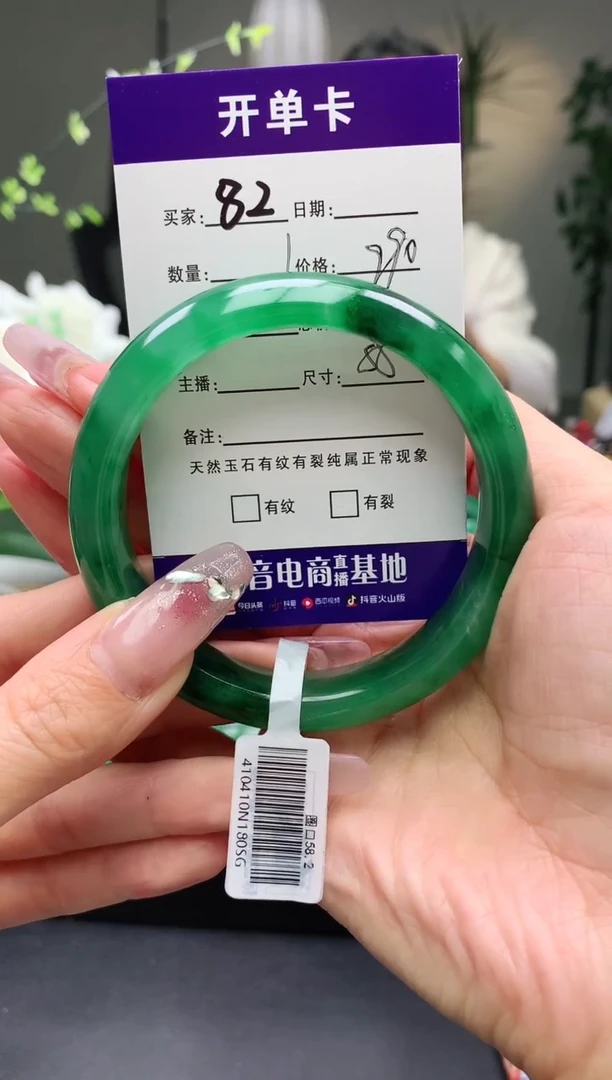 开单卡
买家: 82 日期:
数量: 1 价格:
主播: 尺寸: 58
备注:
天然玉石有纹有裂纯属正常现象
有纹 有裂
音电商直播基地
今日头条 抖音 西瓜视频 抖音火山版
圈口58.2
410410N180SG